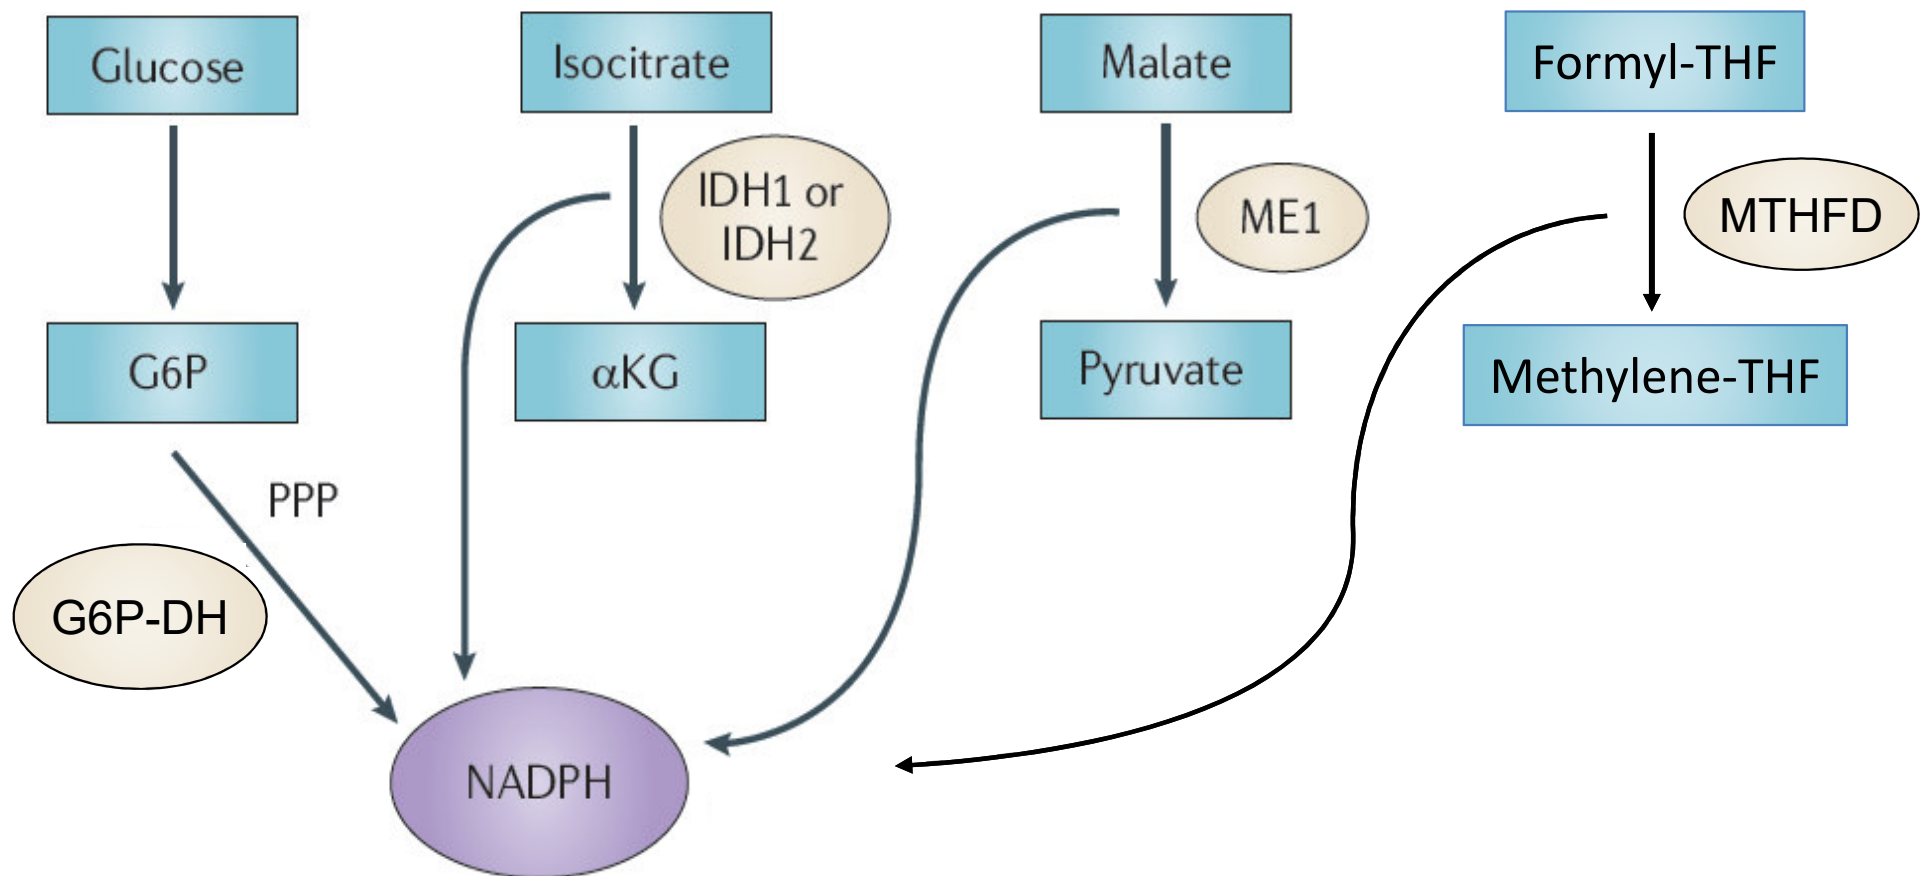 Glucose
Isocitrate
Malate
Formyl-THF
IDH1 or
IDH2
ME1
MTHFD
G6P
αKG
Pyruvate
Methylene-THF
PPP
G6P-DH
NADPH